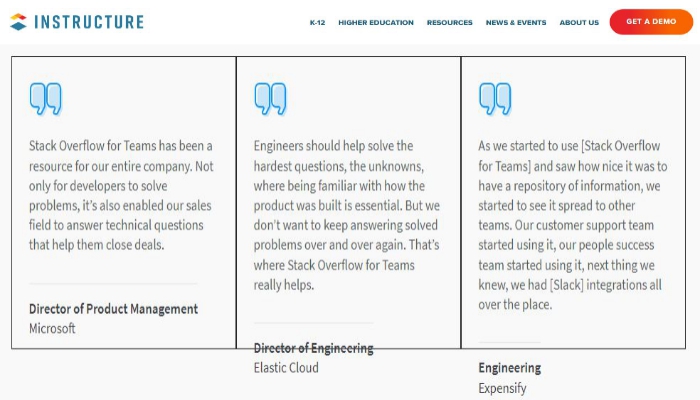 INSTRUCTURE
K-12 HIGHER EDUCATION RESOURCES NEWS & EVENTS ABOUT US GET A DEMO
Stack Overflow for Teams has been a
resource for our entire company. Not
only for developers to solve
problems, it's also enabled our sales
field to answer technical questions
that help them close deals.
Director of Product Management
Microsoft
Engineers should help solve the
hardest questions, the unknowns,
where being familiar with how the
product was built is essential. But we
don't want to keep answering solved
problems over and over again. That's
where Stack Overflow for Teams
really helps.
Director of Engineering
Elastic Cloud
As we started to use [Stack Overflow
for Teams] and saw how nice it was to
have a repository of information, we
started to see it spread to other
teams. Our customer support team
started using it, our people success
team started using it, next thing we
knew, we had [Slack] integrations all
over the place.
Engineering
Expensify